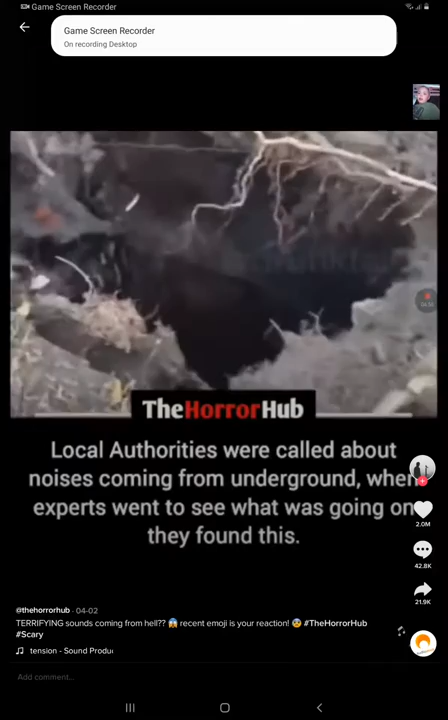 Game Screen Recorder
Game Screen Recorder
On recording Desktop
TheHorrorHub
Local Authorities were called about
noises coming from underground, when
experts went to see what was going on
they found this.
2.0M
42.8K
21.9K
@thehorrorhub · 04-02
TERRIFYING sounds coming from hell?? 😱 recent emoji is your reaction! 😨 #TheHorrorHub
#Scary
tension - Sound Produ
Add comment...